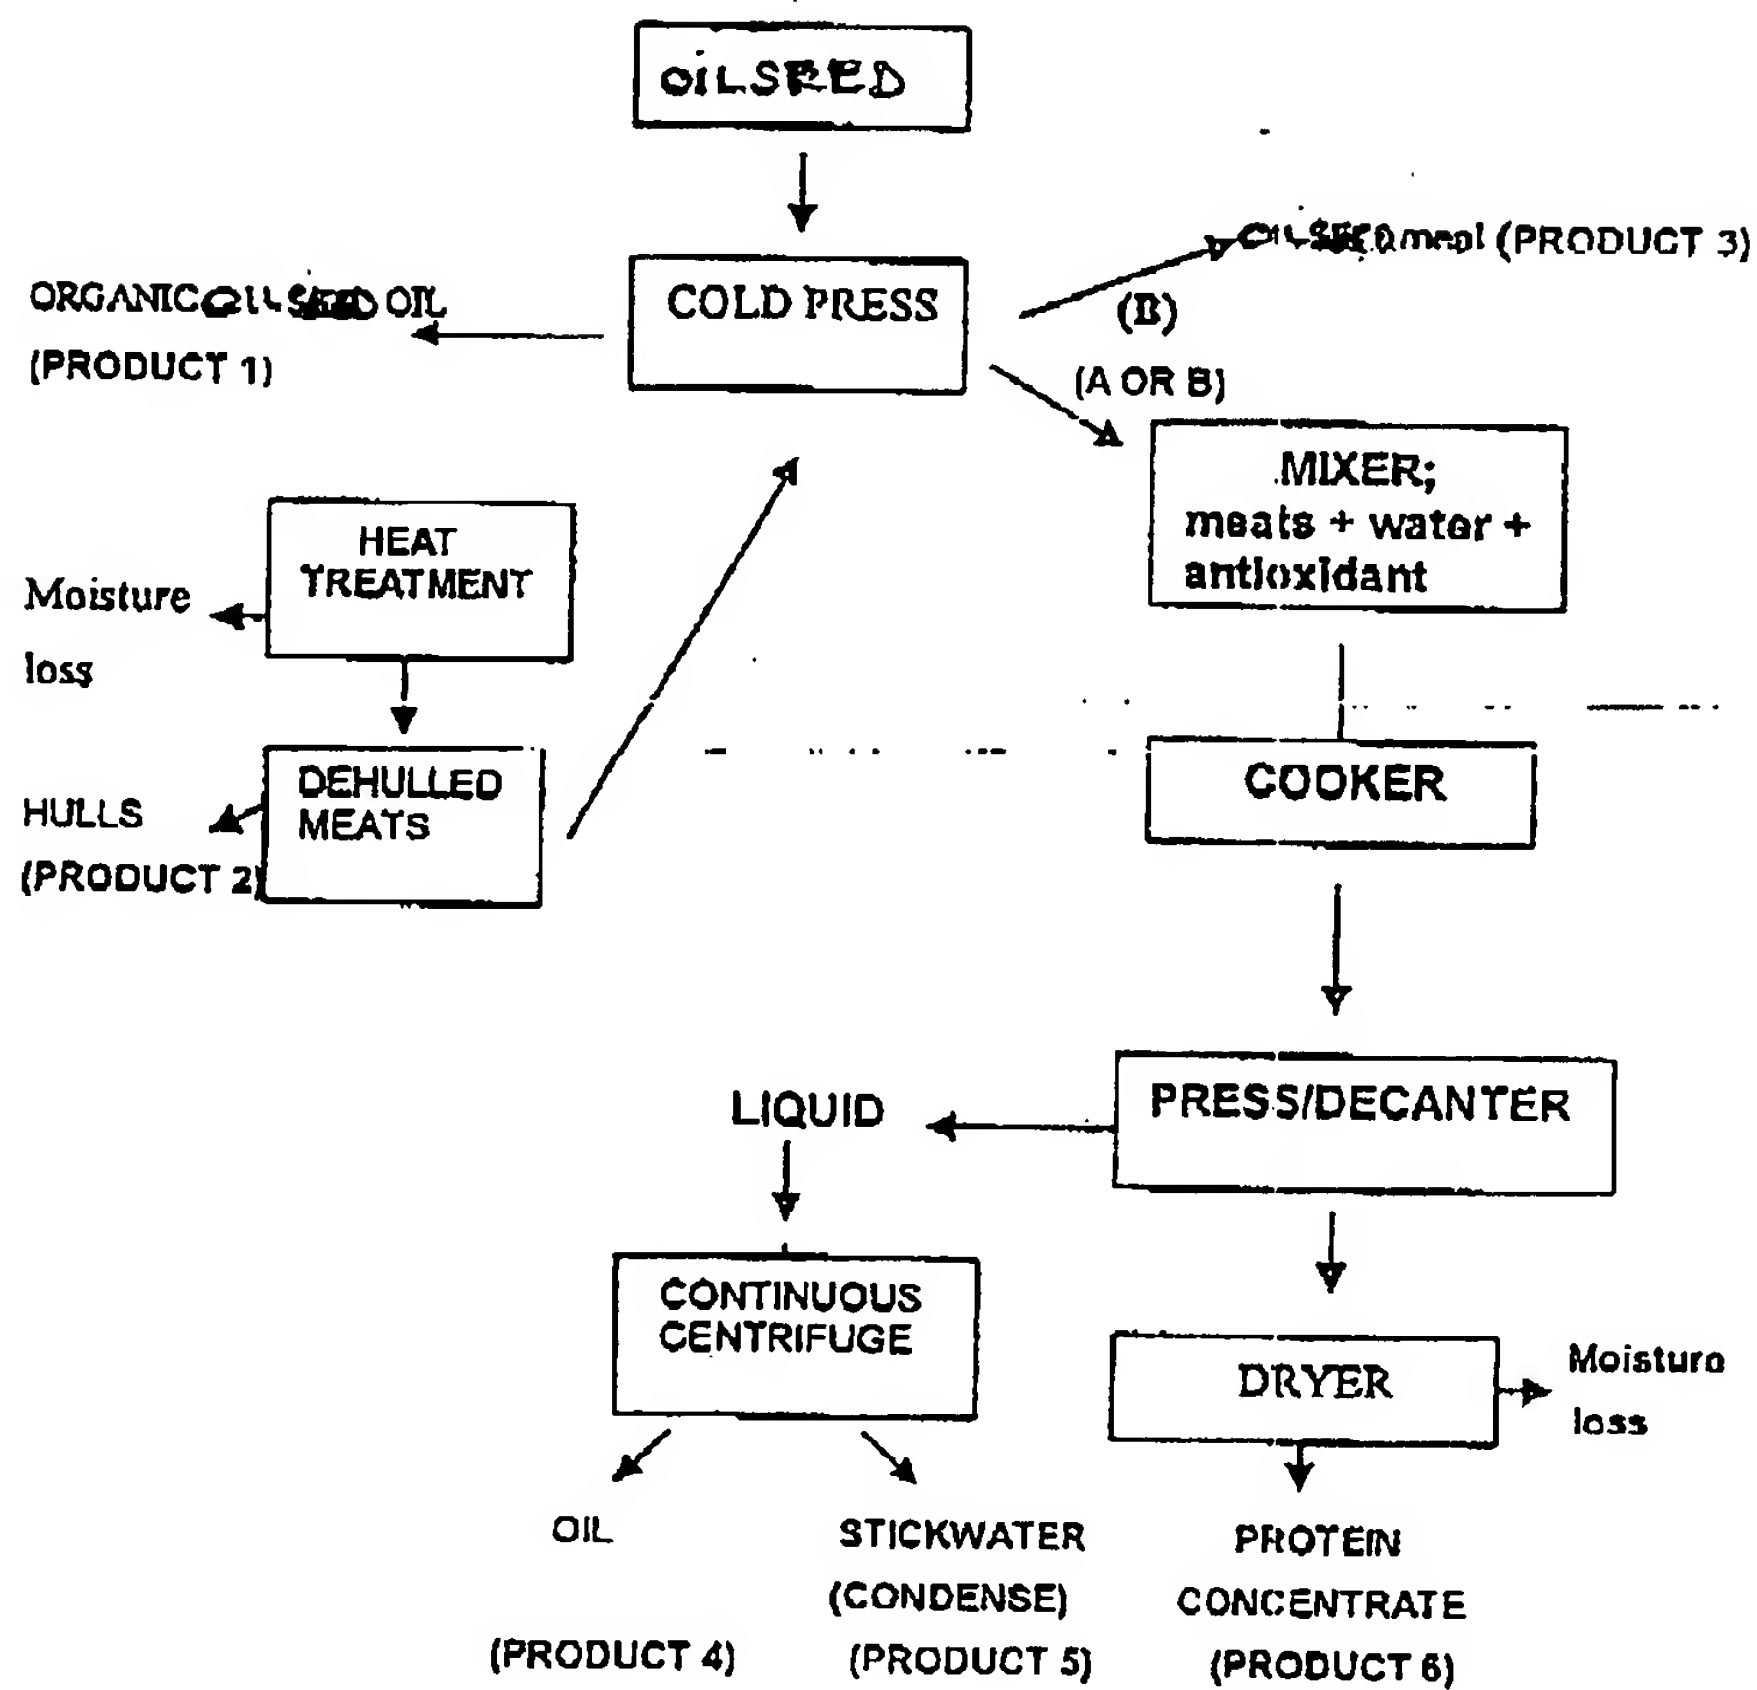 OILSEED
OILSEED meal (PRODUCT 3)
ORGANIC OILSEED OIL
(PRODUCT 1)
COLD PRESS
(B)
(A OR B)
MIXER;
meats + water +
antioxidant
HEAT
TREATMENT
Moisture
loss
DEHULLED
MEATS
HULLS
(PRODUCT 2)
COOKER
PRESS/DECANTER
LIQUID
CONTINUOUS
CENTRIFUGE
DRYER
Moisture
loss
OIL
(PRODUCT 4)
STICKWATER
(CONDENSE)
(PRODUCT 5)
PROTEIN
CONCENTRATE
(PRODUCT 6)